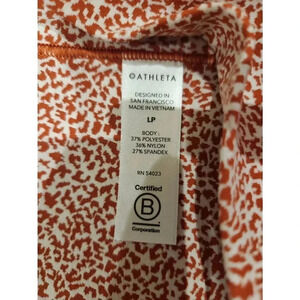 ATHLETA
DESIGNED IN
SAN FRANCISCO
MADE IN VIETNAM
LP
BODY:
37% POLYESTER
36% NYLON
27% SPANDEX
RN 54023
Certified
B
Corporation